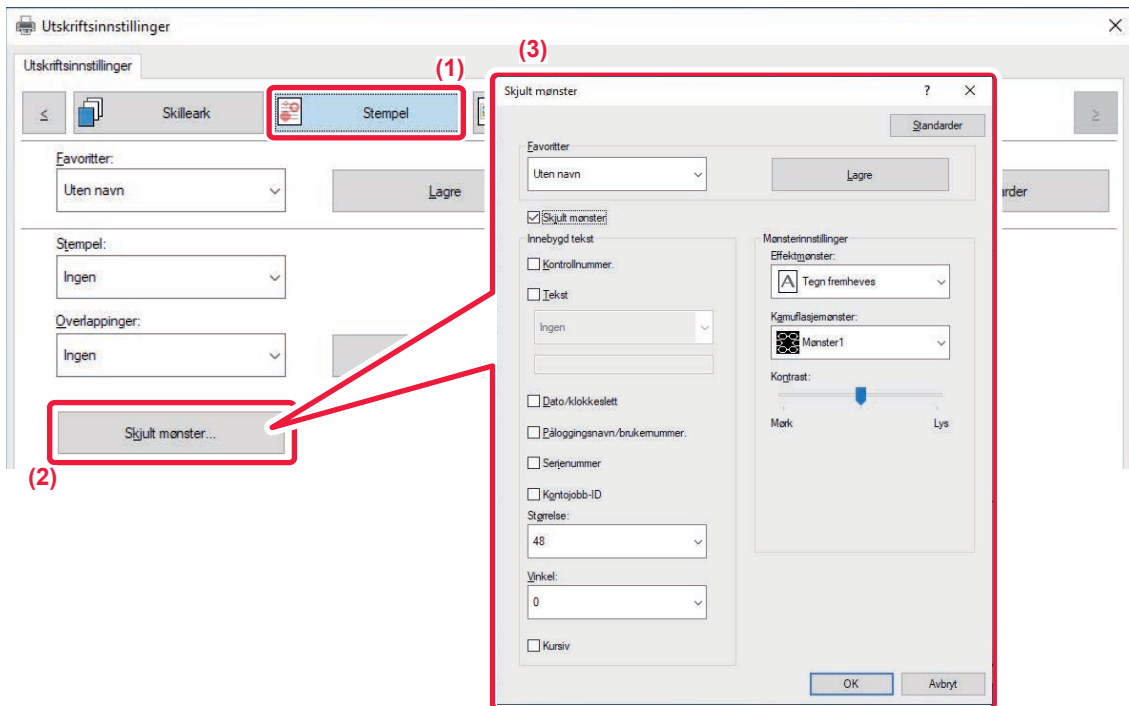 Utskriftsinnstillinger
Utskriftsinnstillinger
(1)
(3)
≤
Skilleark
Stempel
≥
Favoritter:
Uten navn
Lagre
rder
Stempel:
Ingen
Overlappinger:
Ingen
Skjult mønster...
(2)
Skjult mønster
?
Standarder
Favoritter
Uten navn
Lagre
Skjult mønster
Innebygd tekst
Kontrollnummer.
Tekst
Ingen
Dato/klokkeslett
Påloggingsnavn/brukernummer.
Serienummer
Kontojobb-ID
Størrelse:
48
Vinkel:
0
Kursiv
Mønsterinnstillinger
Effektmønster:
A Tegn fremheves
Kamuflasjemønster:
Mønster1
Kontrast:
Mørk Lys
OK Avbryt